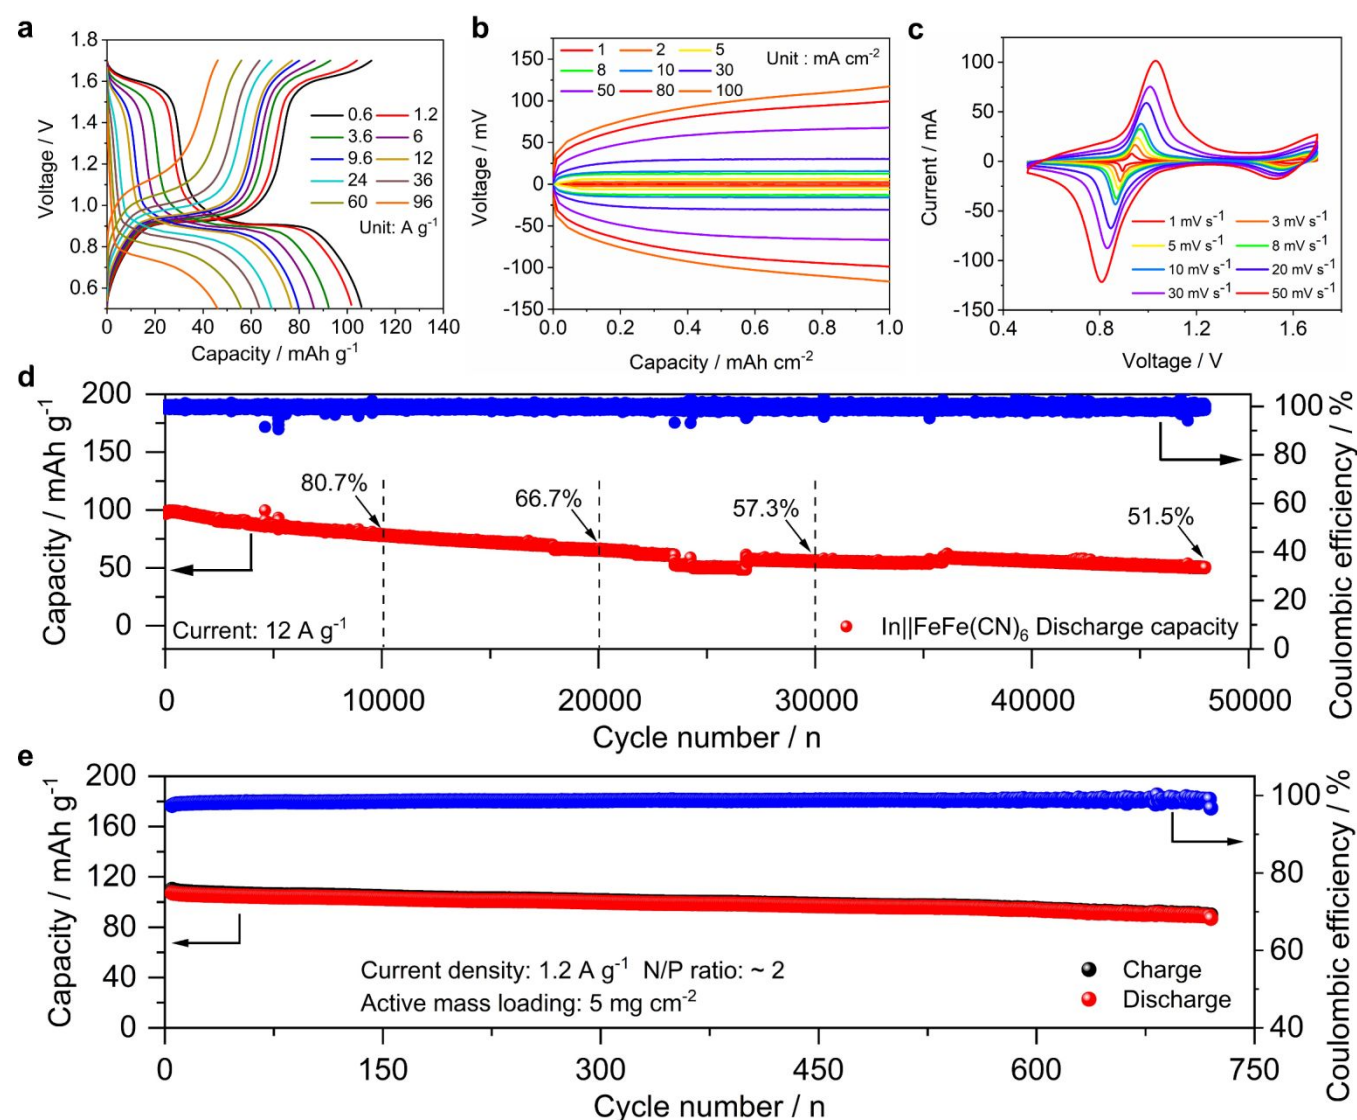 a
1.8
1.6
1.4
1.2
1.0
0.8
0.6
Voltage / V
0.6 1.2
3.6 6
9.6 12
24 36
60 96
Unit: A g⁻¹
0 20 40 60 80 100 120 140
Capacity / mAh g⁻¹
b
150
100
50
0
-50
-100
-150
Voltage / mV
1 2 5
8 10 30
50 80 100
Unit : mA cm⁻²
0.0 0.2 0.4 0.6 0.8 1.0
Capacity / mAh cm⁻²
c
150
100
50
0
-50
-100
-150
Current / mA
1 mV s⁻¹ 3 mV s⁻¹
5 mV s⁻¹ 8 mV s⁻¹
10 mV s⁻¹ 20 mV s⁻¹
30 mV s⁻¹ 50 mV s⁻¹
0.4 0.8 1.2 1.6
Voltage / V
d
200
150
100
50
0
Capacity / mAh g⁻¹
80.7%
66.7%
57.3%
51.5%
Current: 12 A g⁻¹
In||FeFe(CN)₆ Discharge capacity
100
80
60
40
20
0
Coulombic efficiency / %
0 10000 20000 30000 40000 50000
Cycle number / n
e
200
160
120
80
40
0
Capacity / mAh g⁻¹
Current density: 1.2 A g⁻¹ N/P ratio: ~ 2
Active mass loading: 5 mg cm⁻²
Charge
Discharge
100
80
60
40
Coulombic efficiency / %
0 150 300 450 600 750
Cycle number / n